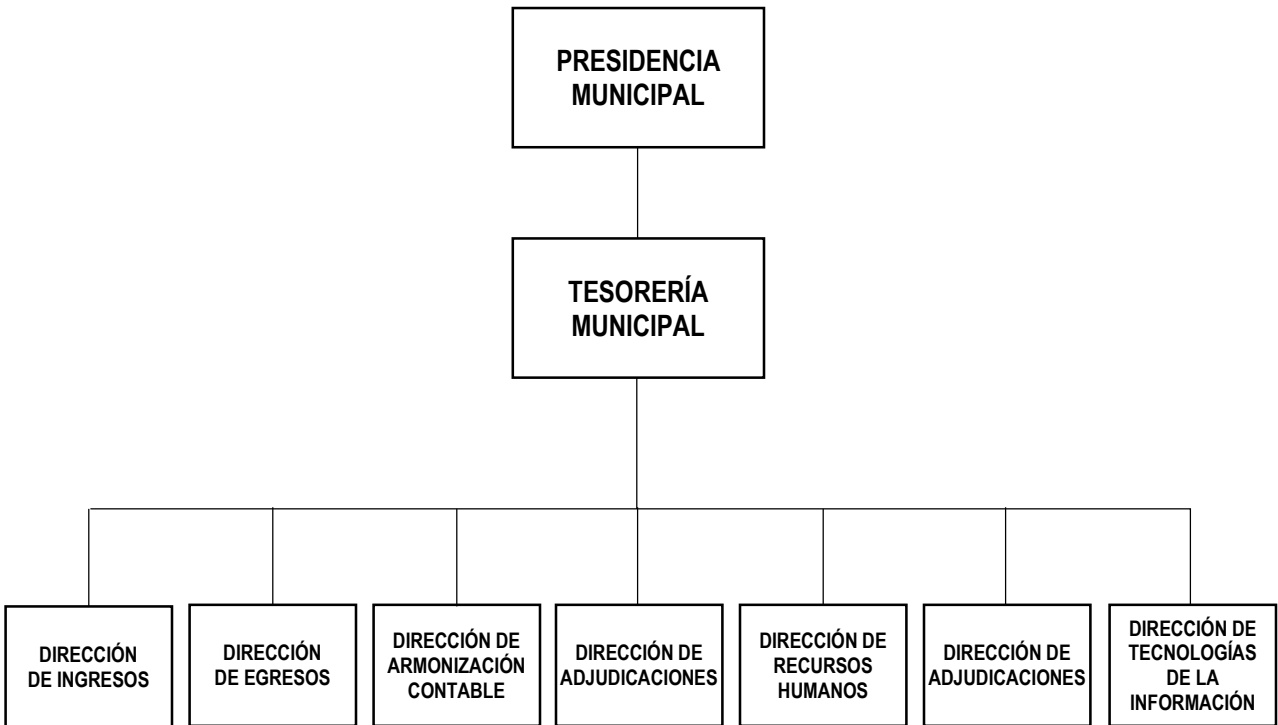 PRESIDENCIA
MUNICIPAL
TESORERÍA
MUNICIPAL
DIRECCIÓN
DE INGRESOS
DIRECCIÓN
DE EGRESOS
DIRECCIÓN DE
ARMONIZACIÓN
CONTABLE
DIRECCIÓN DE
ADJUDICACIONES
DIRECCIÓN DE
RECURSOS
HUMANOS
DIRECCIÓN DE
ADJUDICACIONES
DIRECCIÓN DE
TECNOLOGÍAS
DE LA
INFORMACIÓN